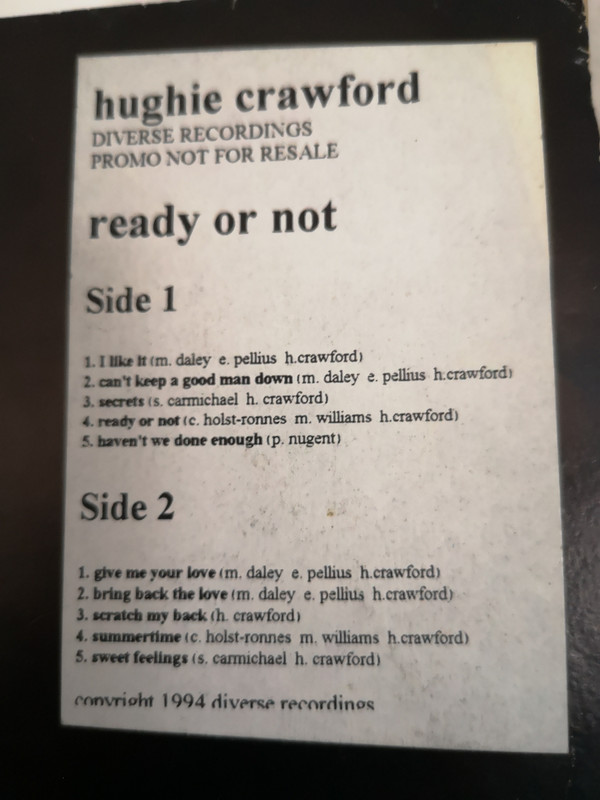 hughie crawford
DIVERSE RECORDINGS
PROMO NOT FOR RESALE
ready or not
Side 1
1. I like it (m. daley e. pellius h.crawford)
2. can't keep a good man down (m. daley e. pellius h.crawford)
3. secrets (s. carmichael h. crawford)
4. ready or not (c. holst-ronnes m. williams h.crawford)
5. haven't we done enough (p. nugent)
Side 2
1. give me your love (m. daley e. pellius h.crawford)
2. bring back the love (m. daley e. pellius h.crawford)
3. scratch my back (h. crawford)
4. summertime (c. holst-ronnes m. williams h.crawford)
5. sweet feelings (s. carmichael h. crawford)
copyright 1994 diverse recordings